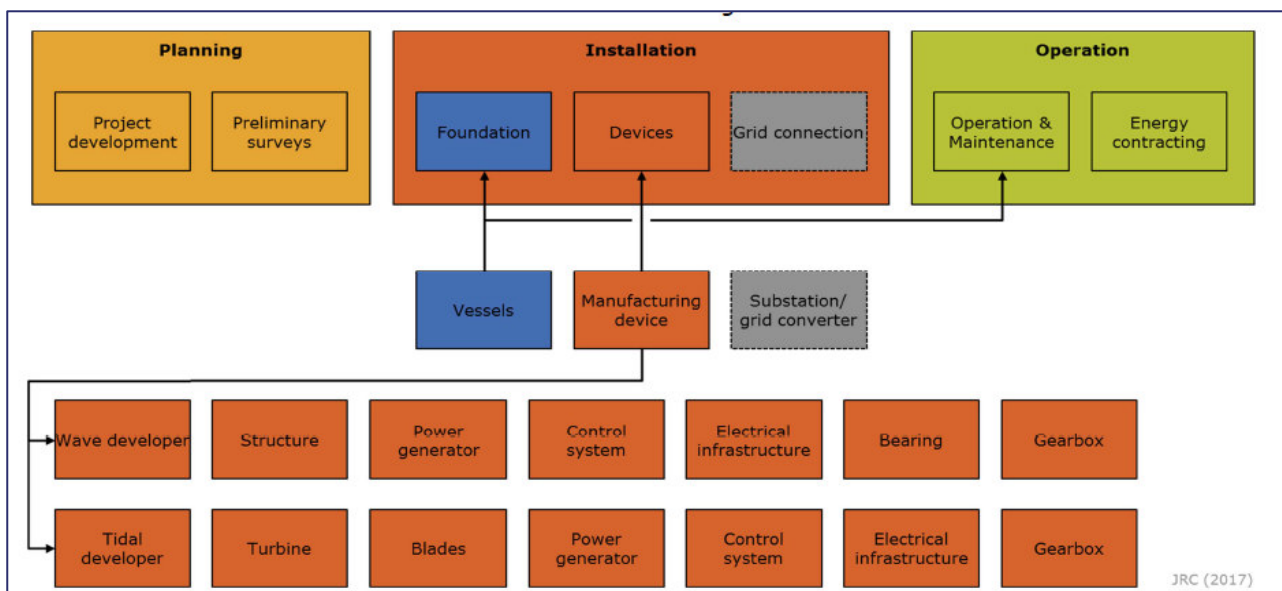 Planning
Installation
Operation
Project
development
Preliminary
surveys
Foundation
Devices
Grid connection
Operation &
Maintenance
Energy
contracting
Vessels
Manufacturing
device
Substation/
grid converter
Wave developer
Structure
Power
generator
Control
system
Electrical
infrastructure
Bearing
Gearbox
Tidal
developer
Turbine
Blades
Power
generator
Control
system
Electrical
infrastructure
Gearbox
JRC (2017)